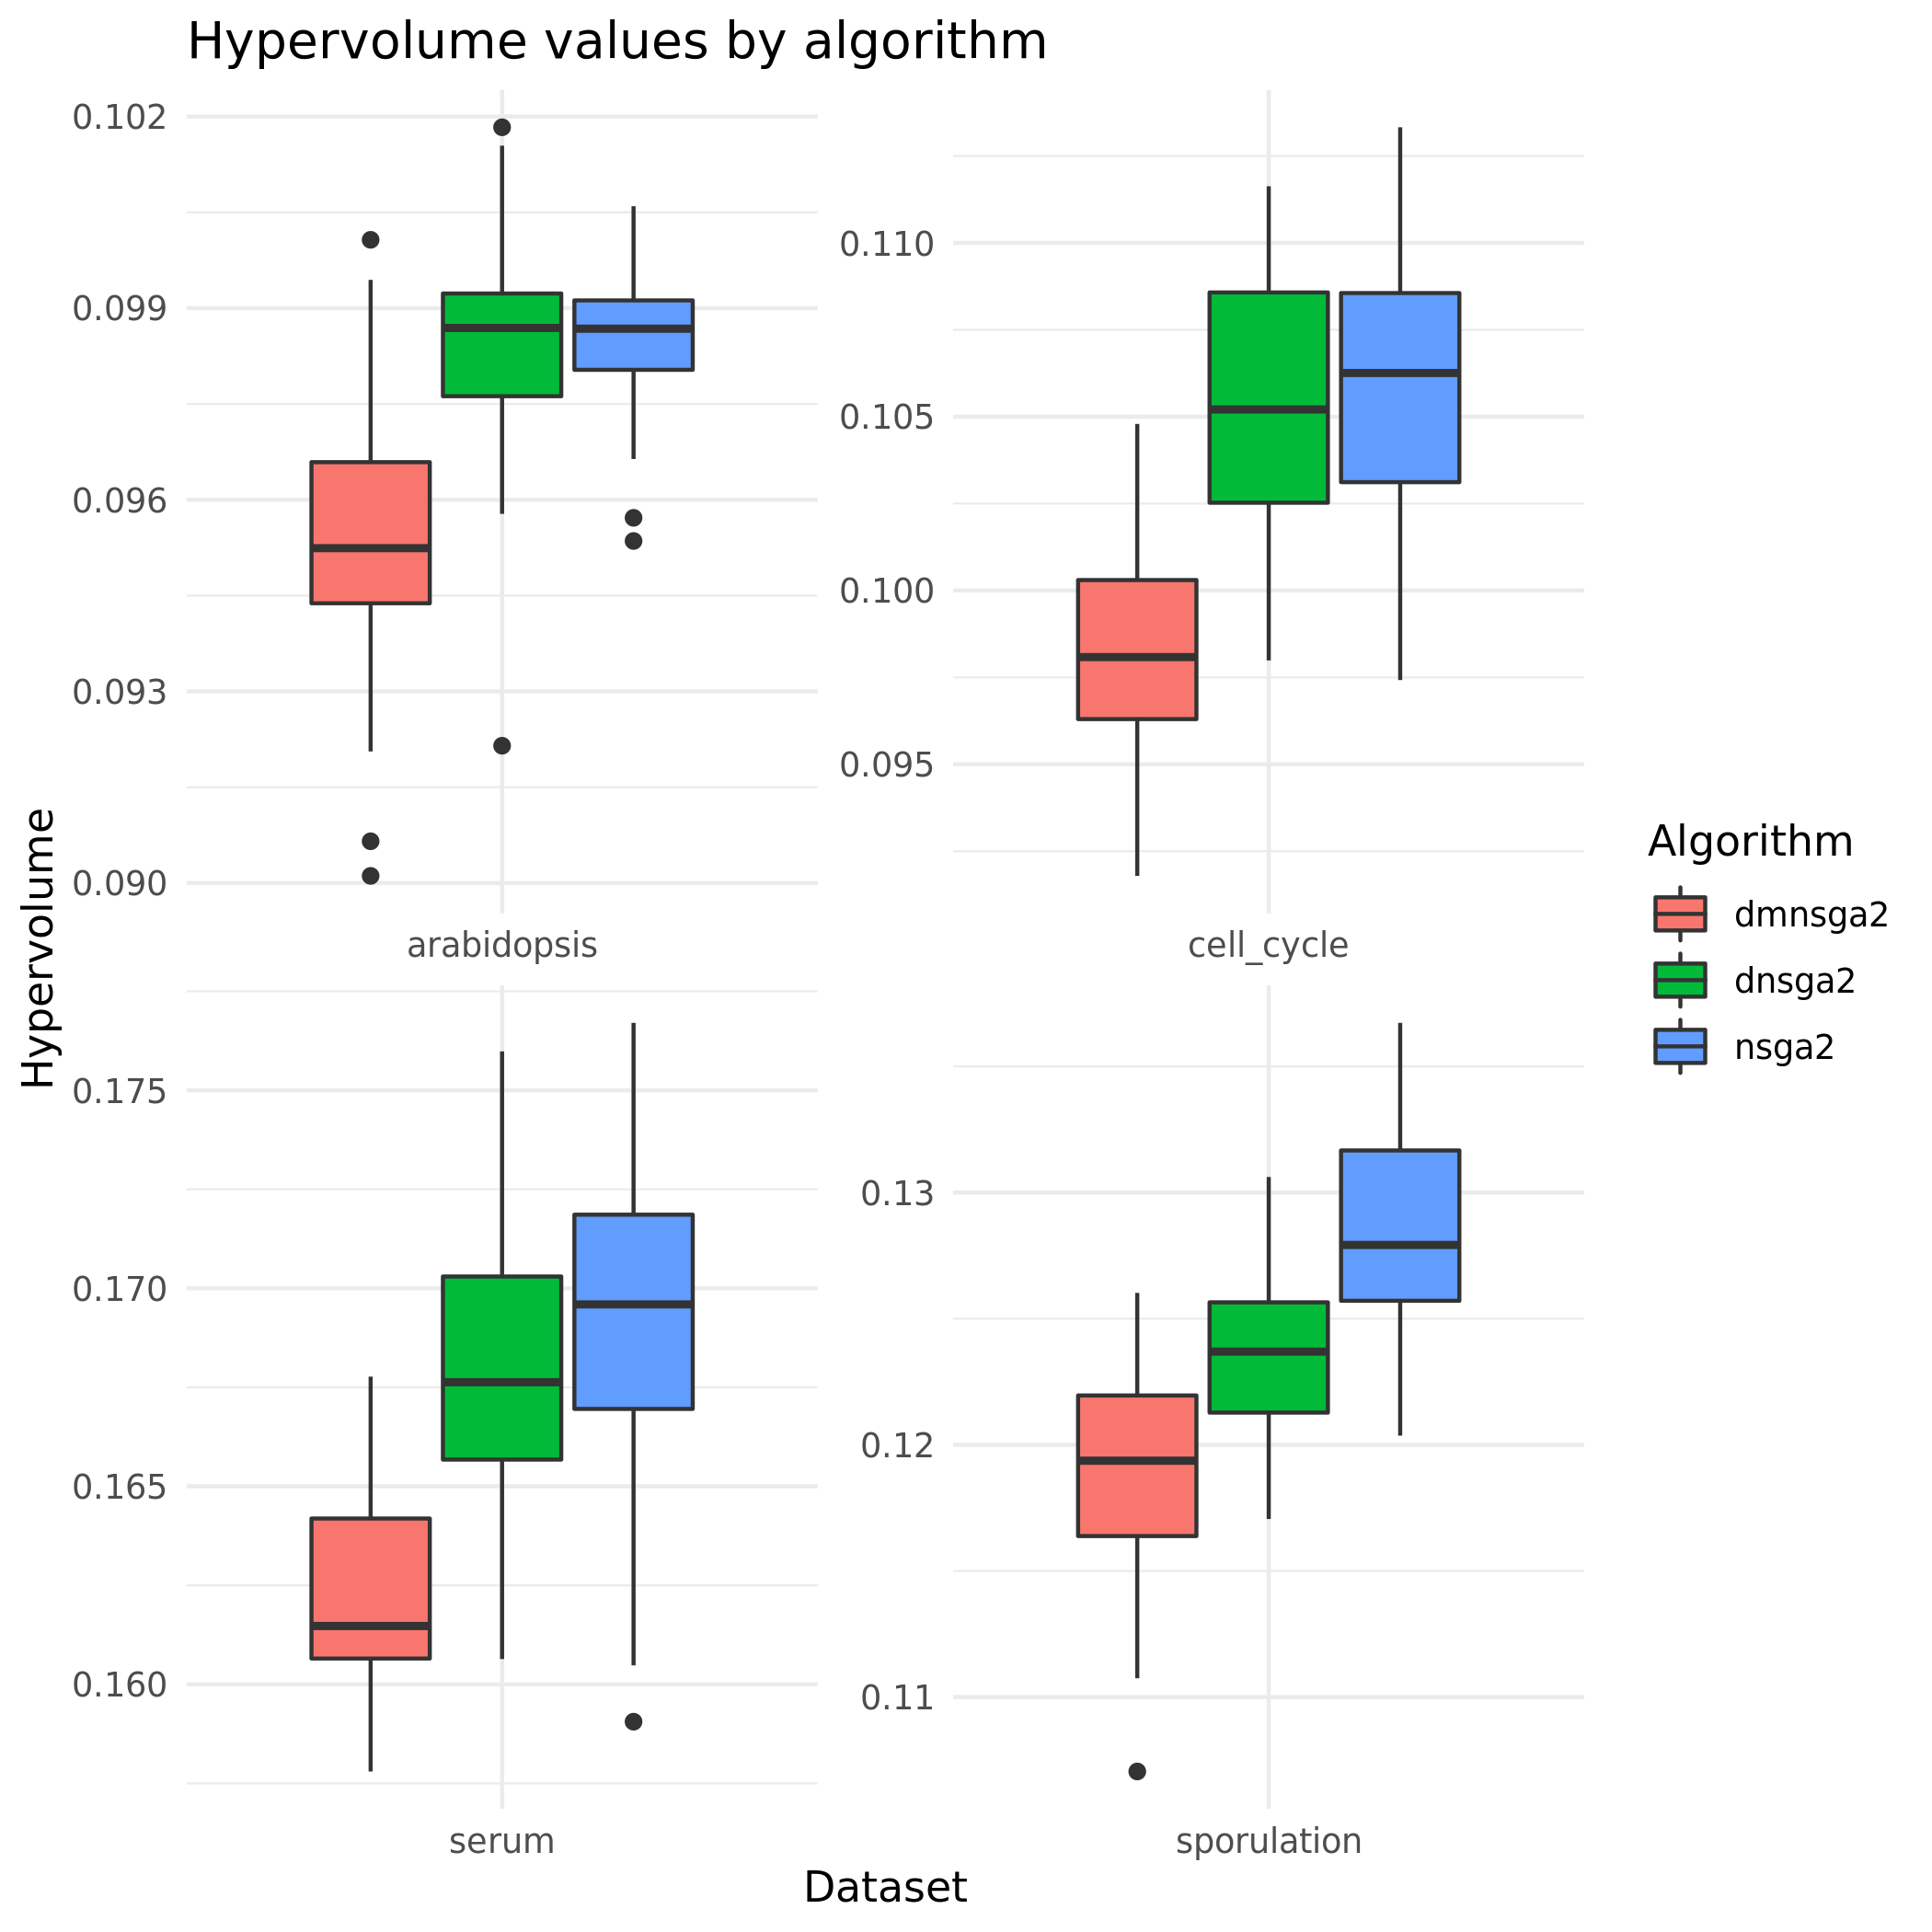 Hypervolume values by algorithm
0.102
0.099
0.096
0.093
0.090
arabidopsis
0.110
0.105
0.100
0.095
cell_cycle
0.175
0.170
0.165
0.160
serum
0.13
0.12
0.11
sporulation
Hypervolume
Dataset
Algorithm
dmnsga2
dnsga2
nsga2